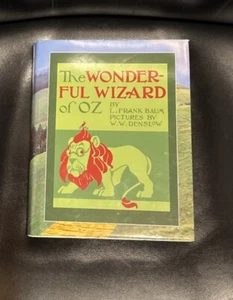 The WONDER-
FUL WIZARD
of OZ BY
L. FRANK BAUM
PICTURES BY
W. W. DENSLOW